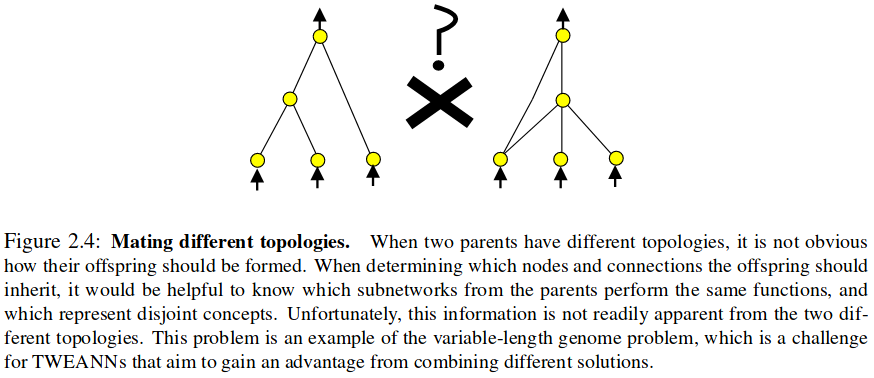 ?
Figure 2.4: Mating different topologies. When two parents have different topologies, it is not obvious
how their offspring should be formed. When determining which nodes and connections the offspring should
inherit, it would be helpful to know which subnetworks from the parents perform the same functions, and
which represent disjoint concepts. Unfortunately, this information is not readily apparent from the two dif-
ferent topologies. This problem is an example of the variable-length genome problem, which is a challenge
for TWEANNs that aim to gain an advantage from combining different solutions.